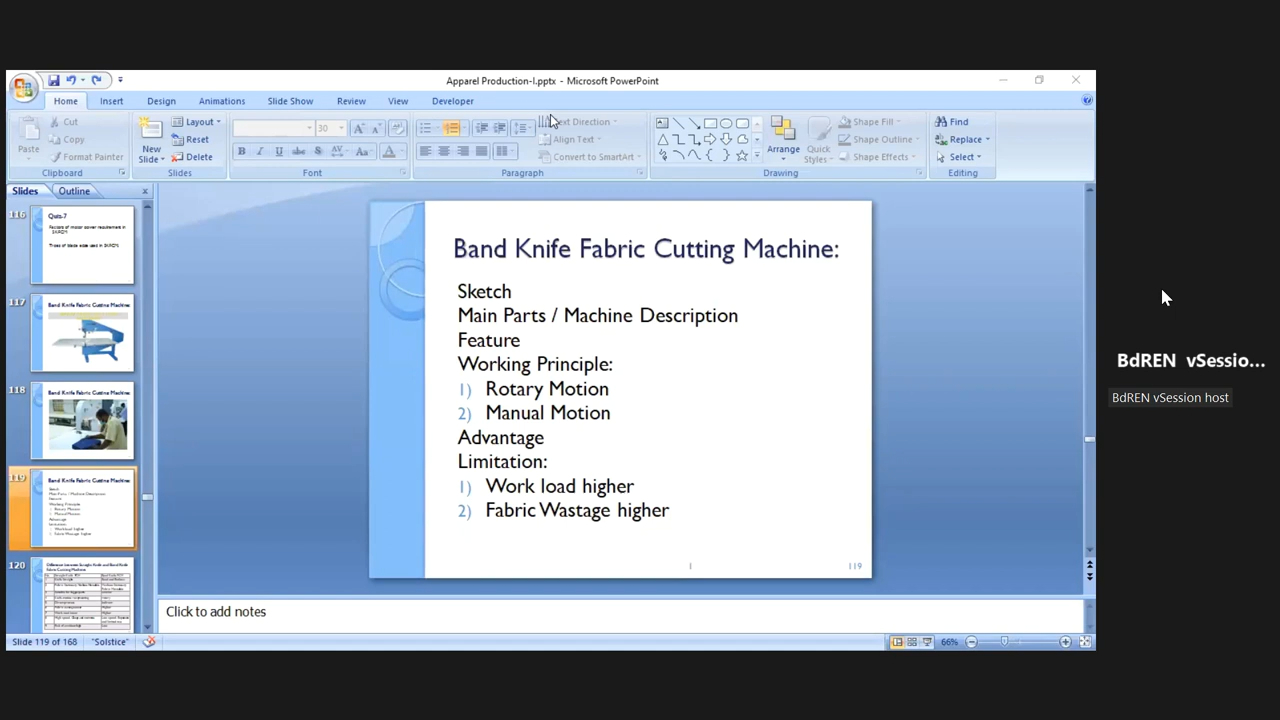 Apparel Production-I.pptx - Microsoft PowerPoint
Home Insert Design Animations Slide Show Review View Developer
Paste
Cut
Copy
Format Painter
Clipboard
New Slide
Layout
Reset
Delete
Slides
30
B I U abc S AV Aa A
Font
Text Direction
Align Text
Convert to SmartArt
Paragraph
Arrange
Quick Styles
Shape Fill
Shape Outline
Shape Effects
Drawing
Find
Replace
Select
Editing
Slides Outline
116
Quiz-7
117
Band Knife Fabric Cutting Machine:
118
Band Knife Fabric Cutting Machine:
119
Band Knife Fabric Cutting Machine:
120
Band Knife Fabric Cutting Machine:
Sketch
Main Parts / Machine Description
Feature
Working Principle:
1) Rotary Motion
2) Manual Motion
Advantage
Limitation:
1) Work load higher
2) Fabric Wastage higher
1 119
Click to add notes
Slide 119 of 168 "Solstice" 66%
BdREN vSessio...
BdREN vSession host